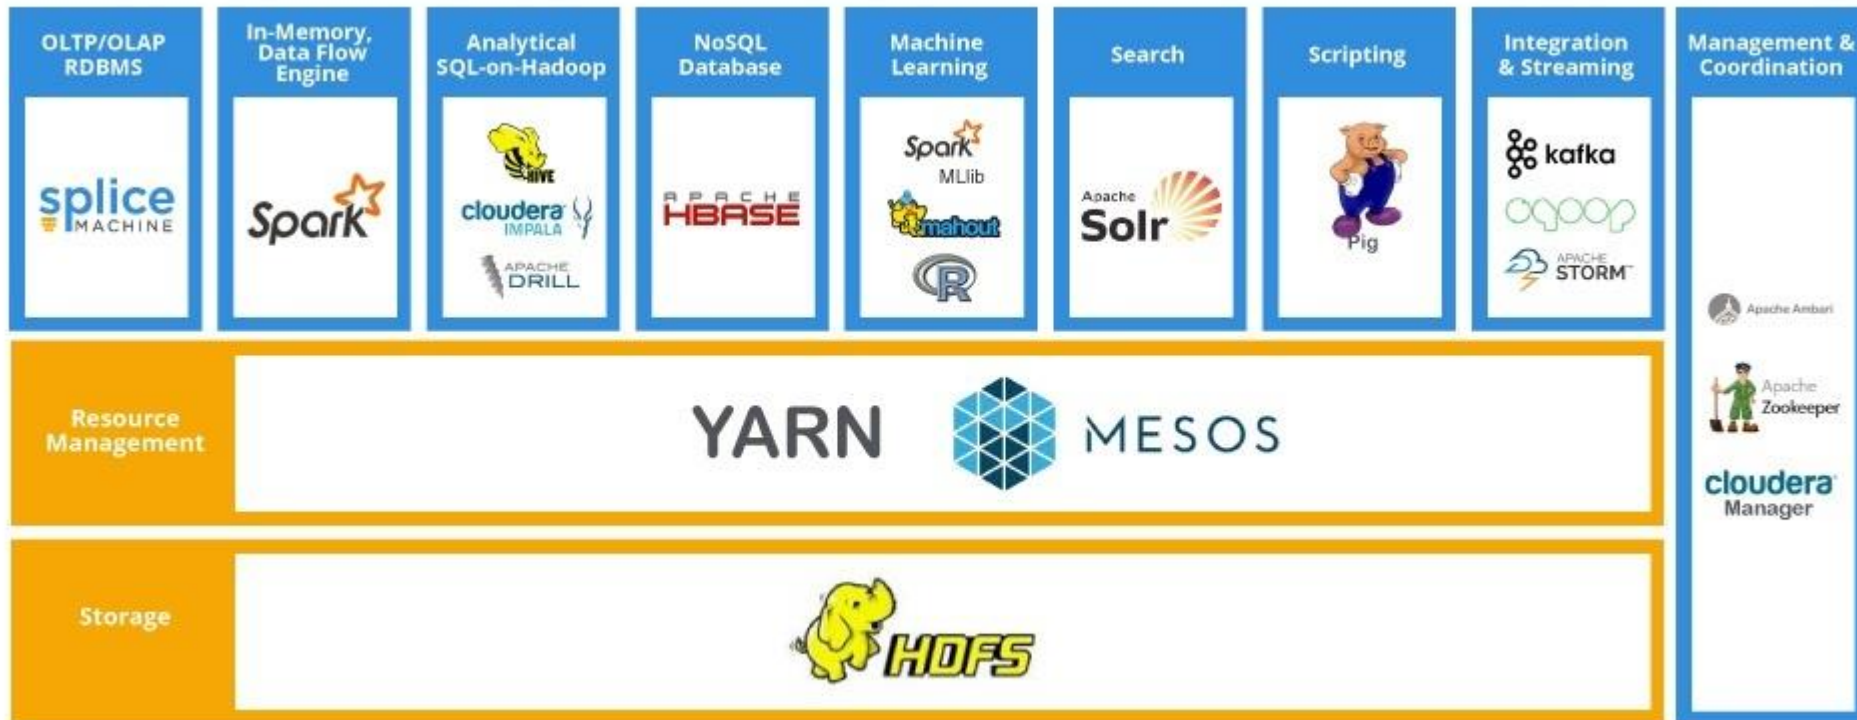 OLTP/OLAP
RDBMS
In-Memory,
Data Flow
Engine
Analytical
SQL-on-Hadoop
NoSQL
Database
Machine
Learning
Search
Scripting
Integration
& Streaming
Management &
Coordination
splice
MACHINE
Spark
HIVE
cloudera
IMPALA
APACHE
DRILL
APACHE
HBASE
Spark
MLlib
mahout
R
Apache
Solr
Pig
kafka
sqoop
APACHE
STORM™
Apache Ambari
Apache
Zookeeper
cloudera
Manager
Resource
Management
YARN
MESOS
Storage
HDFS